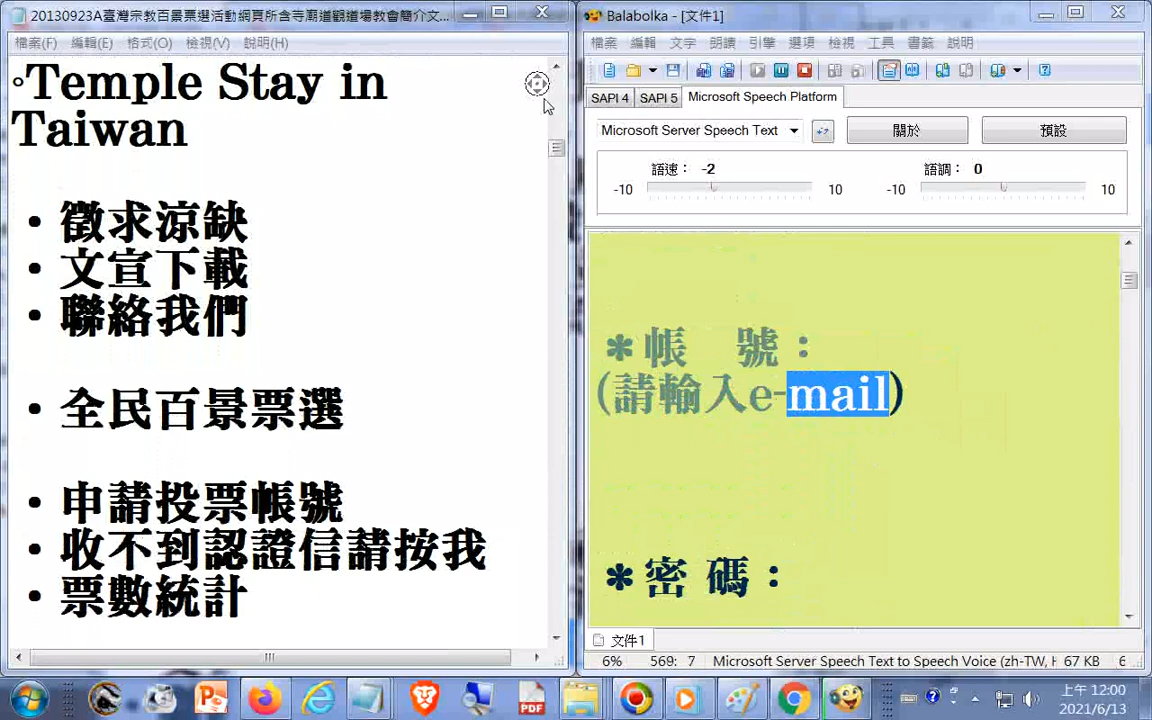 20130923A臺灣宗教百景票選活動網頁所含寺廟道觀道場教會簡介文...
檔案(F) 編輯(E) 格式(O) 檢視(V) 說明(H)
。Temple Stay in
Taiwan
• 徵求涼缺
• 文宣下載
• 聯絡我們
• 全民百景票選
• 申請投票帳號
• 收不到認證信請按我
• 票數統計
Balabolka - [文件1]
檔案 編輯 文字 朗讀 引擎 選項 檢視 工具 書籤 說明
SAPI 4 SAPI 5 Microsoft Speech Platform
Microsoft Server Speech Text 關於 預設
語速： -2 語調： 0
-10 10 -10 10
＊帳 號：
(請輸入e-mail)
＊密 碼：
文件1
6% 569: 7 Microsoft Server Speech Text to Speech Voice (zh-TW, H 67 KB 6
上午 12:00
2021/6/13